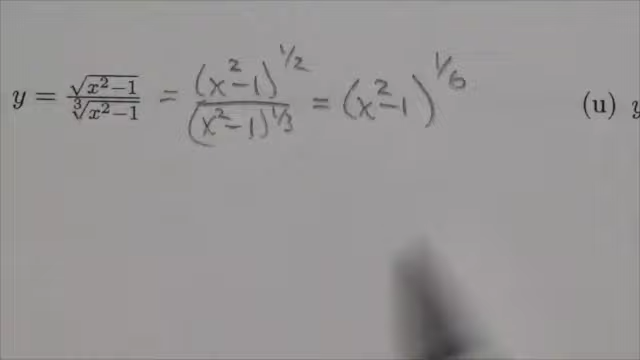 y = √(x²−1) / ∛(x²−1) = (x²−1)^1/2 / (x²−1)^1/3 = (x²−1)^1/6
(u) y